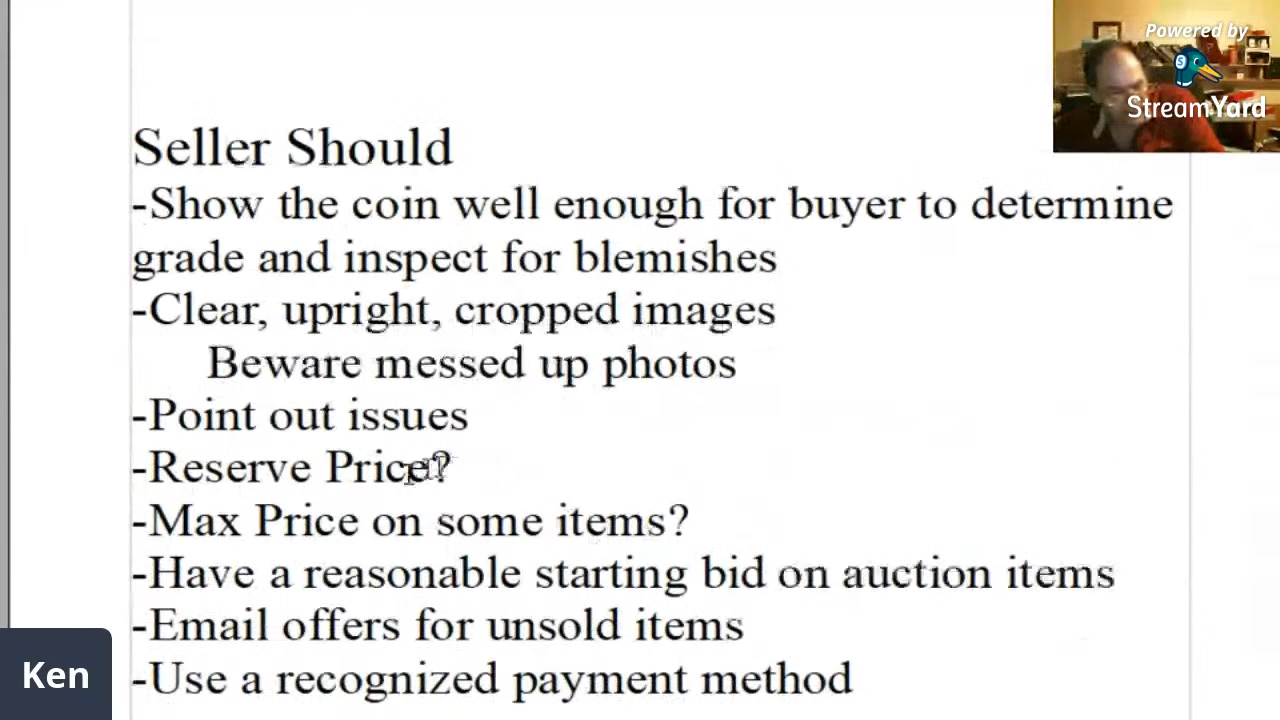 Powered by
StreamYard
Seller Should
-Show the coin well enough for buyer to determine
grade and inspect for blemishes
-Clear, upright, cropped images
Beware messed up photos
-Point out issues
-Reserve Price?
-Max Price on some items?
-Have a reasonable starting bid on auction items
-Email offers for unsold items
-Use a recognized payment method
Ken